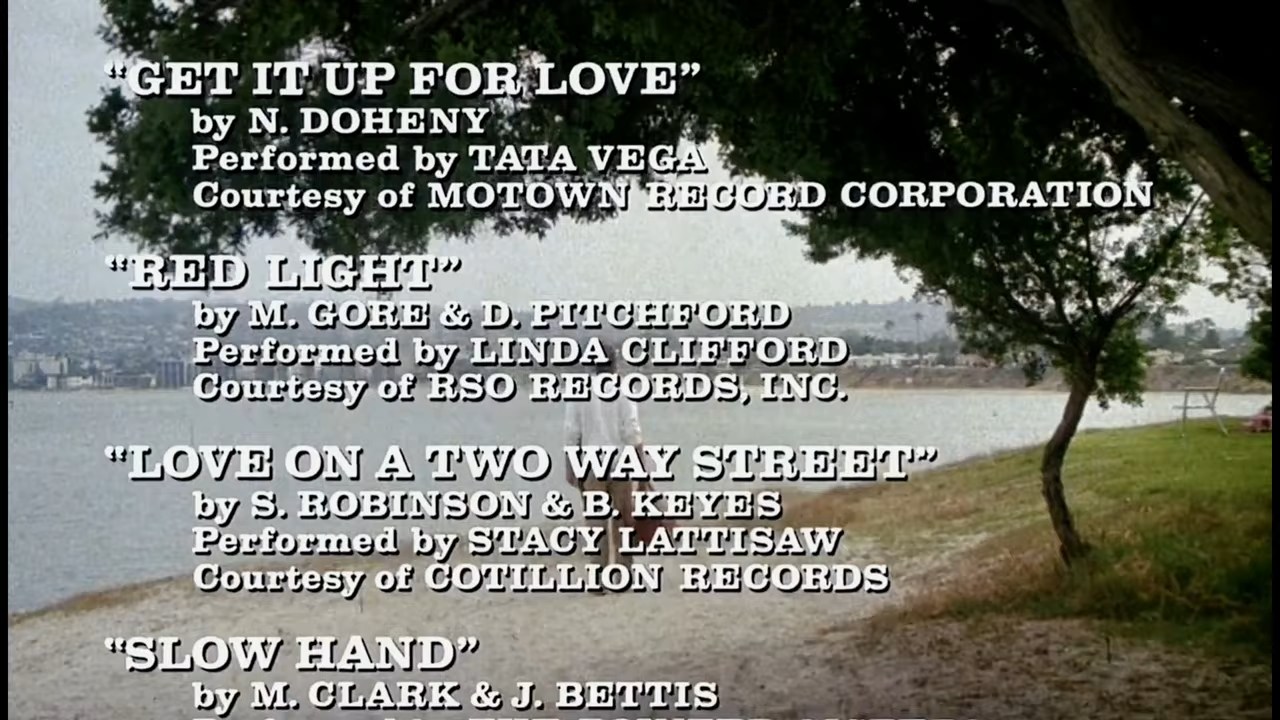 “GET IT UP FOR LOVE”
by N. DOHENY
Performed by TATA VEGA
Courtesy of MOTOWN RECORD CORPORATION
“RED LIGHT”
by M. GORE & D. PITCHFORD
Performed by LINDA CLIFFORD
Courtesy of RSO RECORDS, INC.
“LOVE ON A TWO WAY STREET”
by S. ROBINSON & B. KEYES
Performed by STACY LATTISAW
Courtesy of COTILLION RECORDS
“SLOW HAND”
by M. CLARK & J. BETTIS